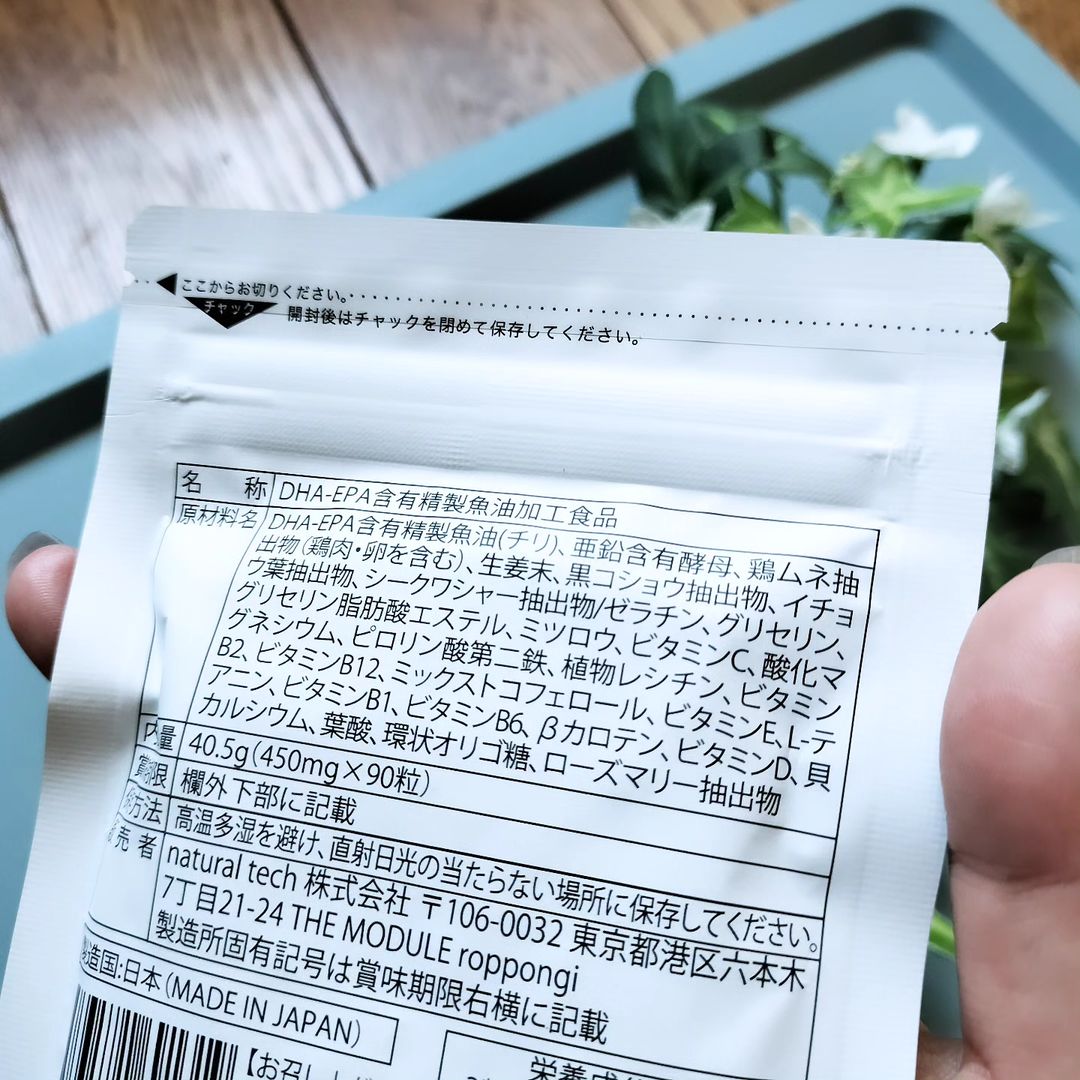 ここからお切りください。
チャック
開封後はチャックを閉めて保存してください。
名 称 DHA-EPA含有精製魚油加工食品
原材料名 DHA-EPA含有精製魚油(チリ)、亜鉛含有酵母、鶏ムネ抽
出物(鶏肉・卵を含む)、生姜末、黒コショウ抽出物、イチョ
ウ葉抽出物、シークワシャー抽出物/ゼラチン、グリセリン、
グリセリン脂肪酸エステル、ミツロウ、ビタミンC、酸化マ
グネシウム、ピロリン酸第二鉄、植物レシチン、ビタミン
B2、ビタミンB12、ミックストコフェロール、ビタミンE、L-テ
アニン、ビタミンB1、ビタミンB6、βカロテン、ビタミンD、貝
カルシウム、葉酸、環状オリゴ糖、ローズマリー抽出物
内 量 40.5g(450mg×90粒)
賞 限 欄外下部に記載
方法 高温多湿を避け、直射日光の当たらない場所に保存してください。
売 者 natural tech 株式会社 〒106-0032 東京都港区六本木
7丁目21-24 THE MODULE roppongi
製造所固有記号は賞味期限右横に記載
造国:日本(MADE IN JAPAN)
【お召し上が
栄養成